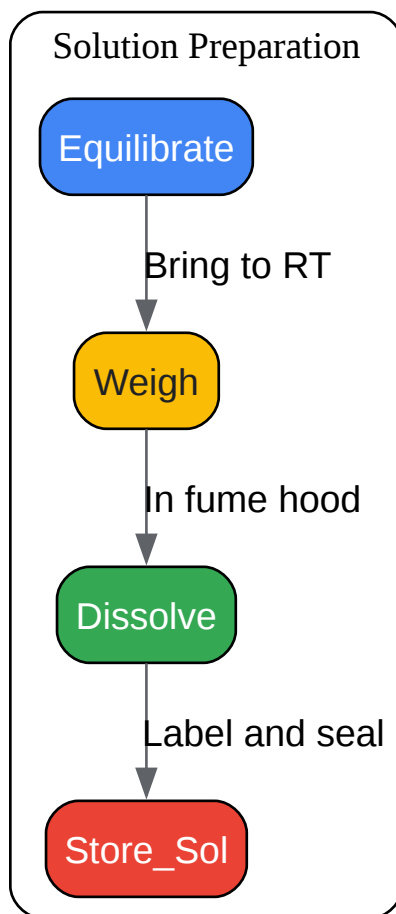 Solution Preparation
Equilibrate
Bring to RT
Weigh
In fume hood
Dissolve
Label and seal
Store_Sol